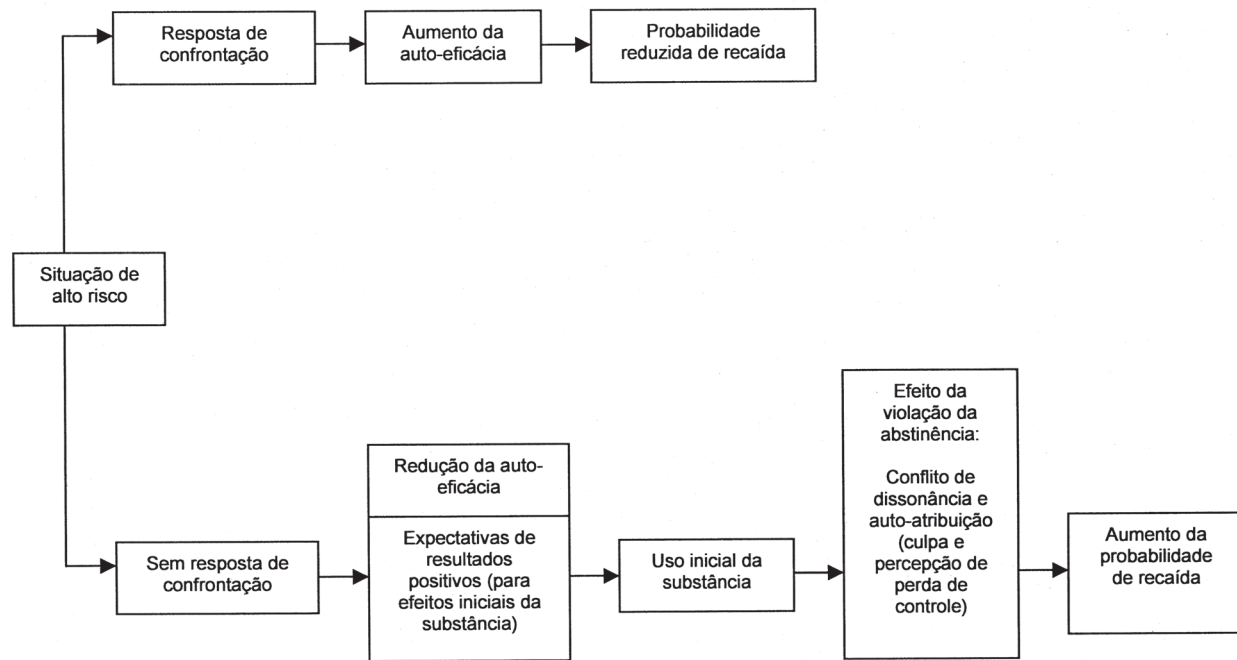 Resposta de
confrontação
Aumento da
auto-eficácia
Probabilidade
reduzida de recaída
Situação de
alto risco
Sem resposta de
confrontação
Redução da auto-
eficácia
Expectativas de
resultados
positivos (para
efeitos iniciais da
substância)
Uso inicial da
substância
Efeito da
violação da
abstinência:
Conflito de
dissonância e
auto-atribuição
(culpa e
percepção de
perda de
controle)
Aumento da
probabilidade
de recaída